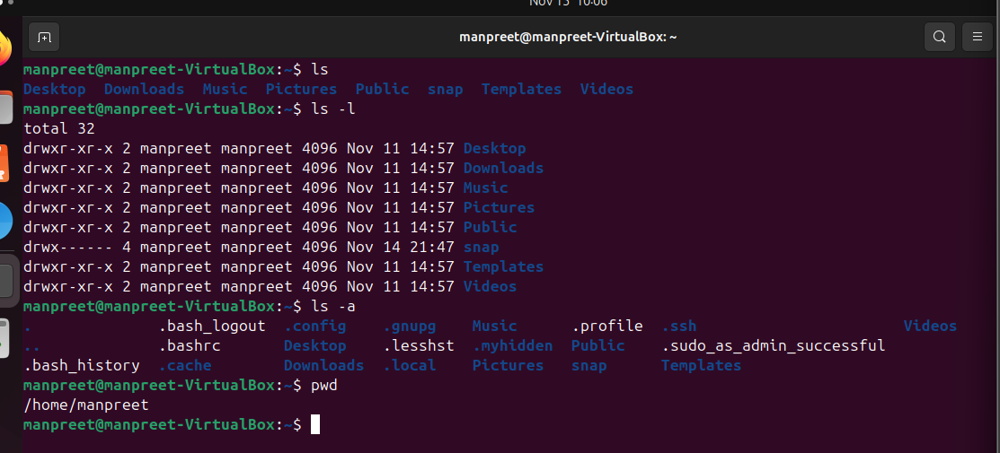 Nov 15 10:06
manpreet@manpreet-VirtualBox: ~
manpreet@manpreet-VirtualBox:~$ ls
Desktop Downloads Music Pictures Public snap Templates Videos
manpreet@manpreet-VirtualBox:~$ ls -l
total 32
drwxr-xr-x 2 manpreet manpreet 4096 Nov 11 14:57 Desktop
drwxr-xr-x 2 manpreet manpreet 4096 Nov 11 14:57 Downloads
drwxr-xr-x 2 manpreet manpreet 4096 Nov 11 14:57 Music
drwxr-xr-x 2 manpreet manpreet 4096 Nov 11 14:57 Pictures
drwxr-xr-x 2 manpreet manpreet 4096 Nov 11 14:57 Public
drwx------ 4 manpreet manpreet 4096 Nov 14 21:47 snap
drwxr-xr-x 2 manpreet manpreet 4096 Nov 11 14:57 Templates
drwxr-xr-x 2 manpreet manpreet 4096 Nov 11 14:57 Videos
manpreet@manpreet-VirtualBox:~$ ls -a
. .bash_logout .config .gnupg Music .profile .ssh Videos
.. .bashrc Desktop .lesshst .myhidden Public .sudo_as_admin_successful
.bash_history .cache Downloads .local Pictures snap Templates
manpreet@manpreet-VirtualBox:~$ pwd
/home/manpreet
manpreet@manpreet-VirtualBox:~$